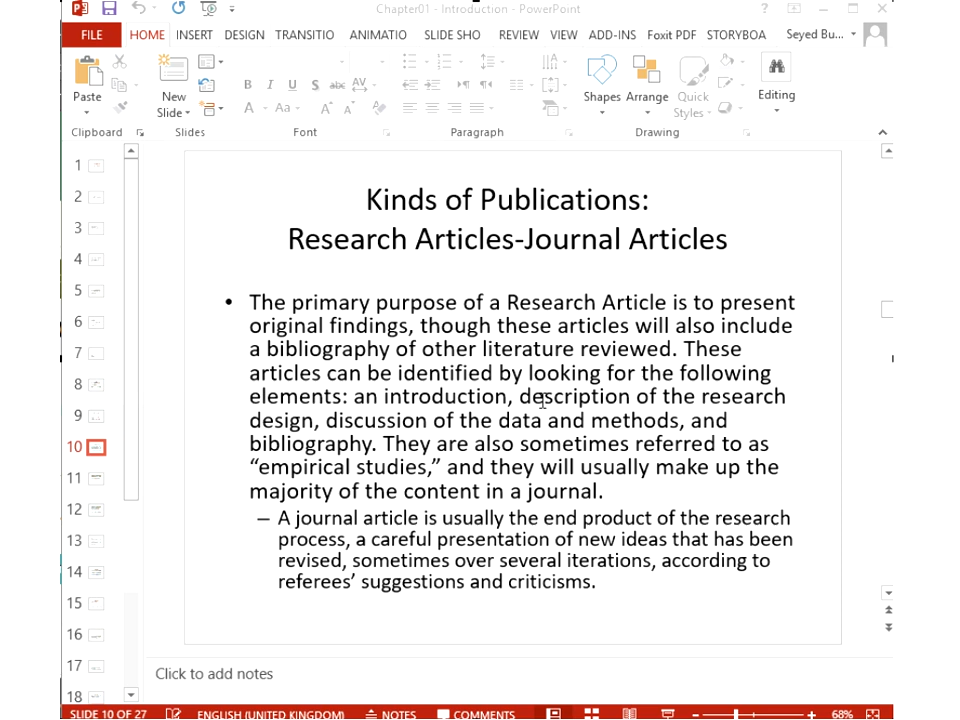 Chapter01 - Introduction - PowerPoint
FILE HOME INSERT DESIGN TRANSITIO ANIMATIO SLIDE SHO REVIEW VIEW ADD-INS Foxit PDF STORYBOA Seyed Bu...
Paste
New
Slide
B I U S abc AV
A Aa A A
Shapes Arrange Quick
Styles
Editing
Clipboard Slides Font Paragraph Drawing
1
2
3
4
5
6
7
8
9
10
11
12
13
14
15
16
17
18
Kinds of Publications:
Research Articles-Journal Articles
• The primary purpose of a Research Article is to present
original findings, though these articles will also include
a bibliography of other literature reviewed. These
articles can be identified by looking for the following
elements: an introduction, description of the research
design, discussion of the data and methods, and
bibliography. They are also sometimes referred to as
“empirical studies,” and they will usually make up the
majority of the content in a journal.
– A journal article is usually the end product of the research
process, a careful presentation of new ideas that has been
revised, sometimes over several iterations, according to
referees’ suggestions and criticisms.
Click to add notes
SLIDE 10 OF 27 ENGLISH (UNITED KINGDOM) NOTES COMMENTS 68%